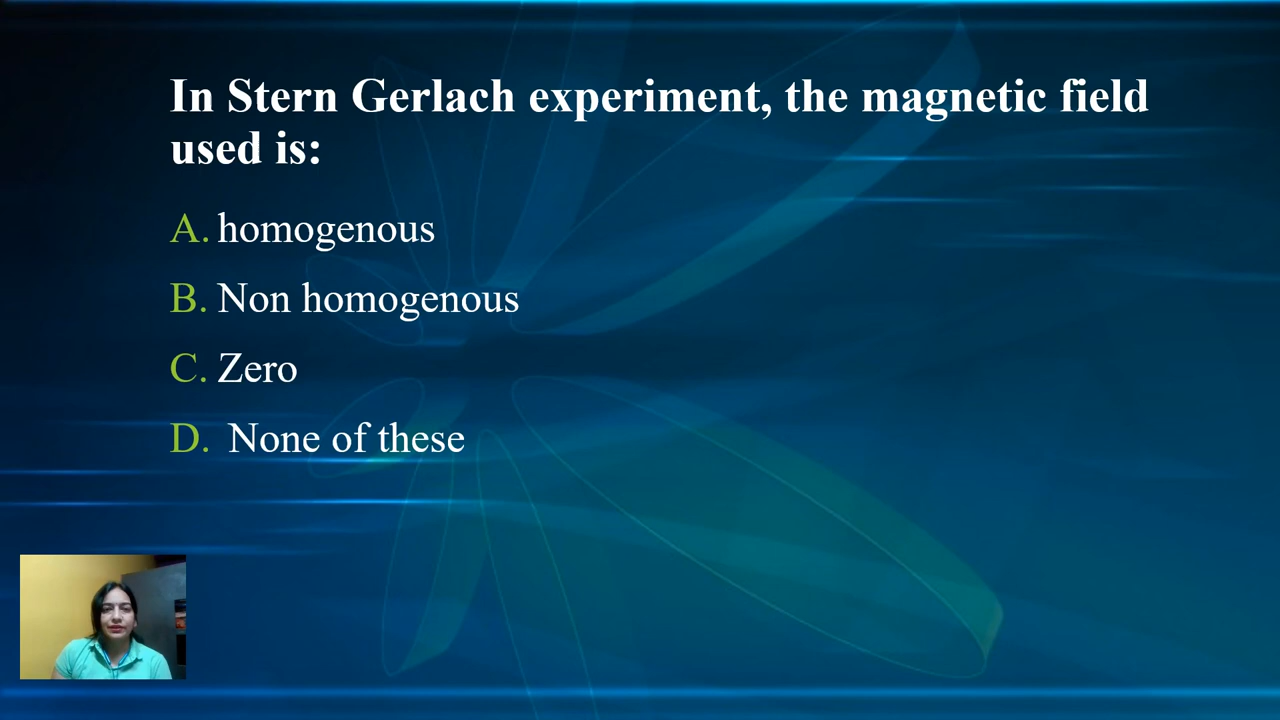 In Stern Gerlach experiment, the magnetic field
used is:
A. homogenous
B. Non homogenous
C. Zero
D. None of these